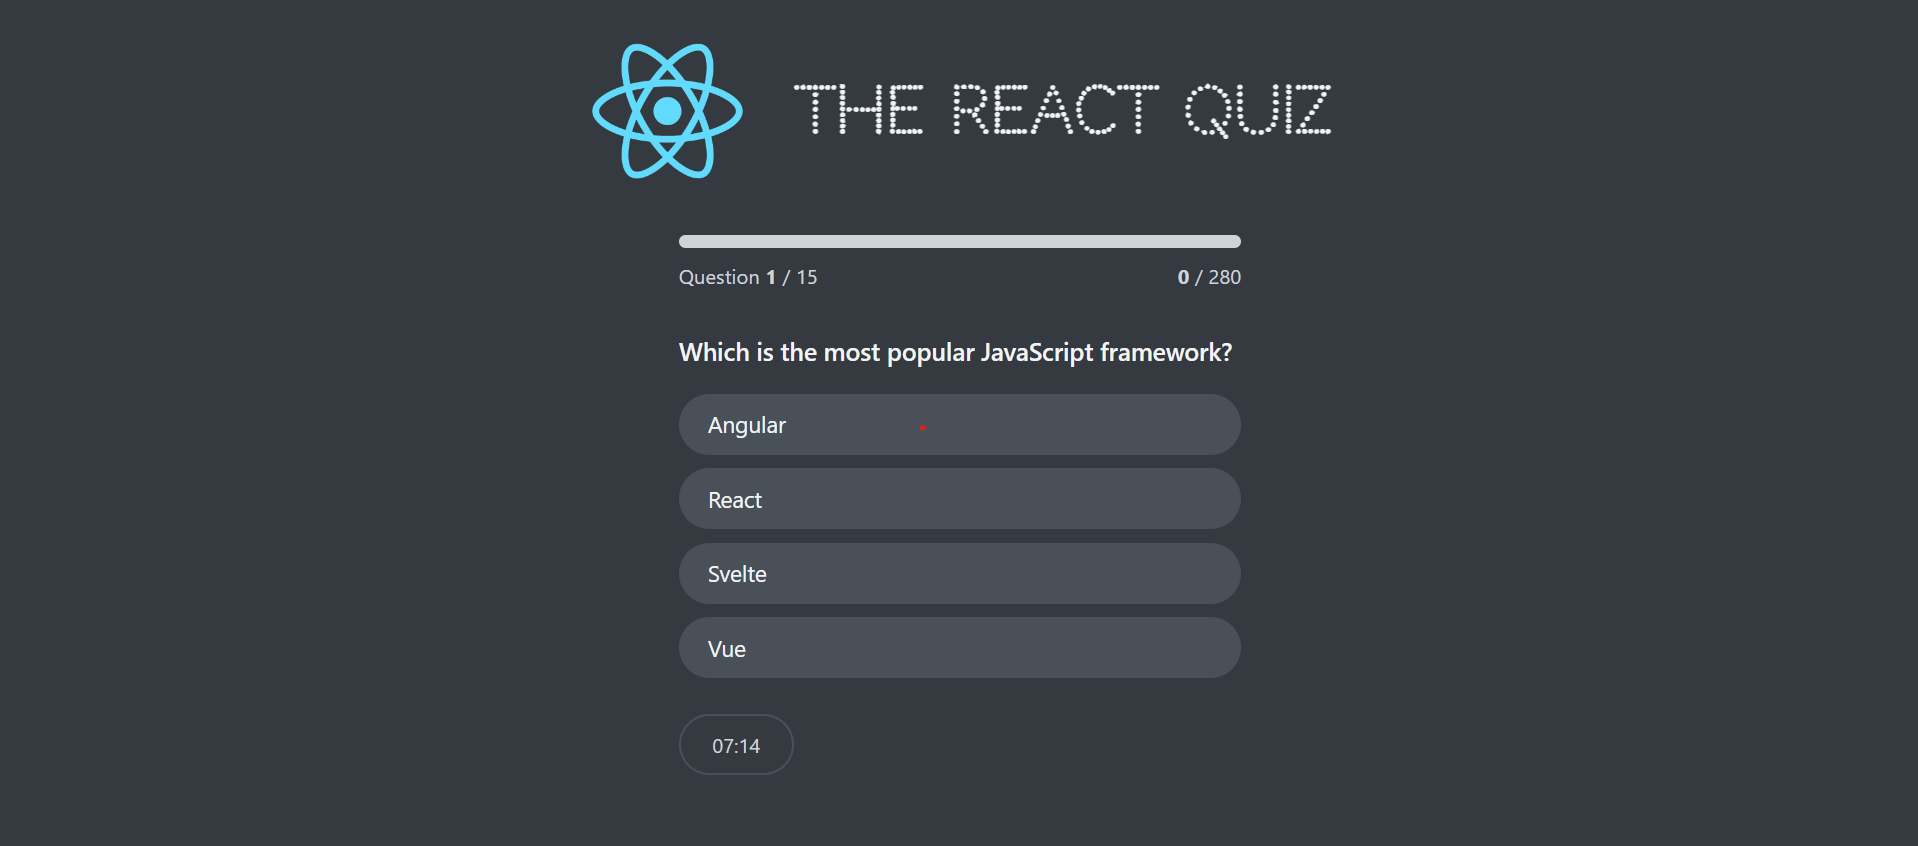 THE REACT QUIZ
Question 1 / 15
0 / 280
Which is the most popular JavaScript framework?
Angular
React
Svelte
Vue
07:14